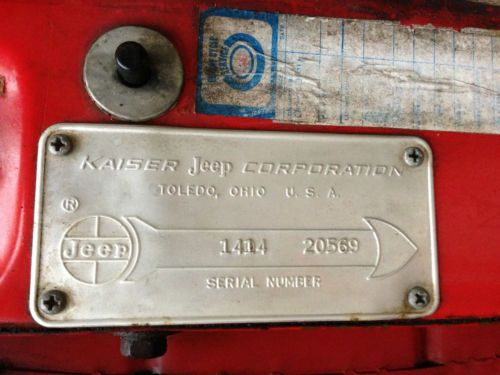 KAISER Jeep CORPORATION
TOLEDO, OHIO U. S. A.
®
Jeep
1414 20569
SERIAL NUMBER